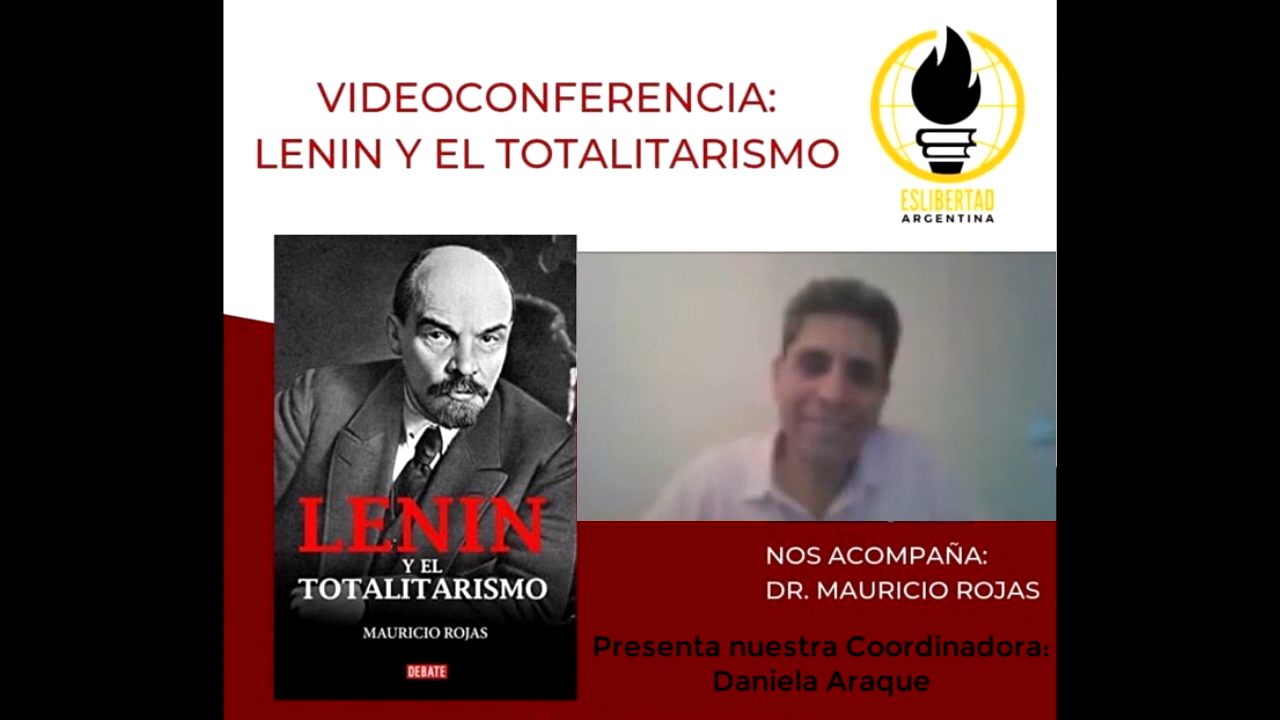 VIDEOCONFERENCIA:
LENIN Y EL TOTALITARISMO
ESLIBERTAD
ARGENTINA
LENIN
Y EL
TOTALITARISMO
MAURICIO ROJAS
DEBATE
NOS ACOMPAÑA:
DR. MAURICIO ROJAS
Presenta nuestra Coordinadora:
Daniela Araque